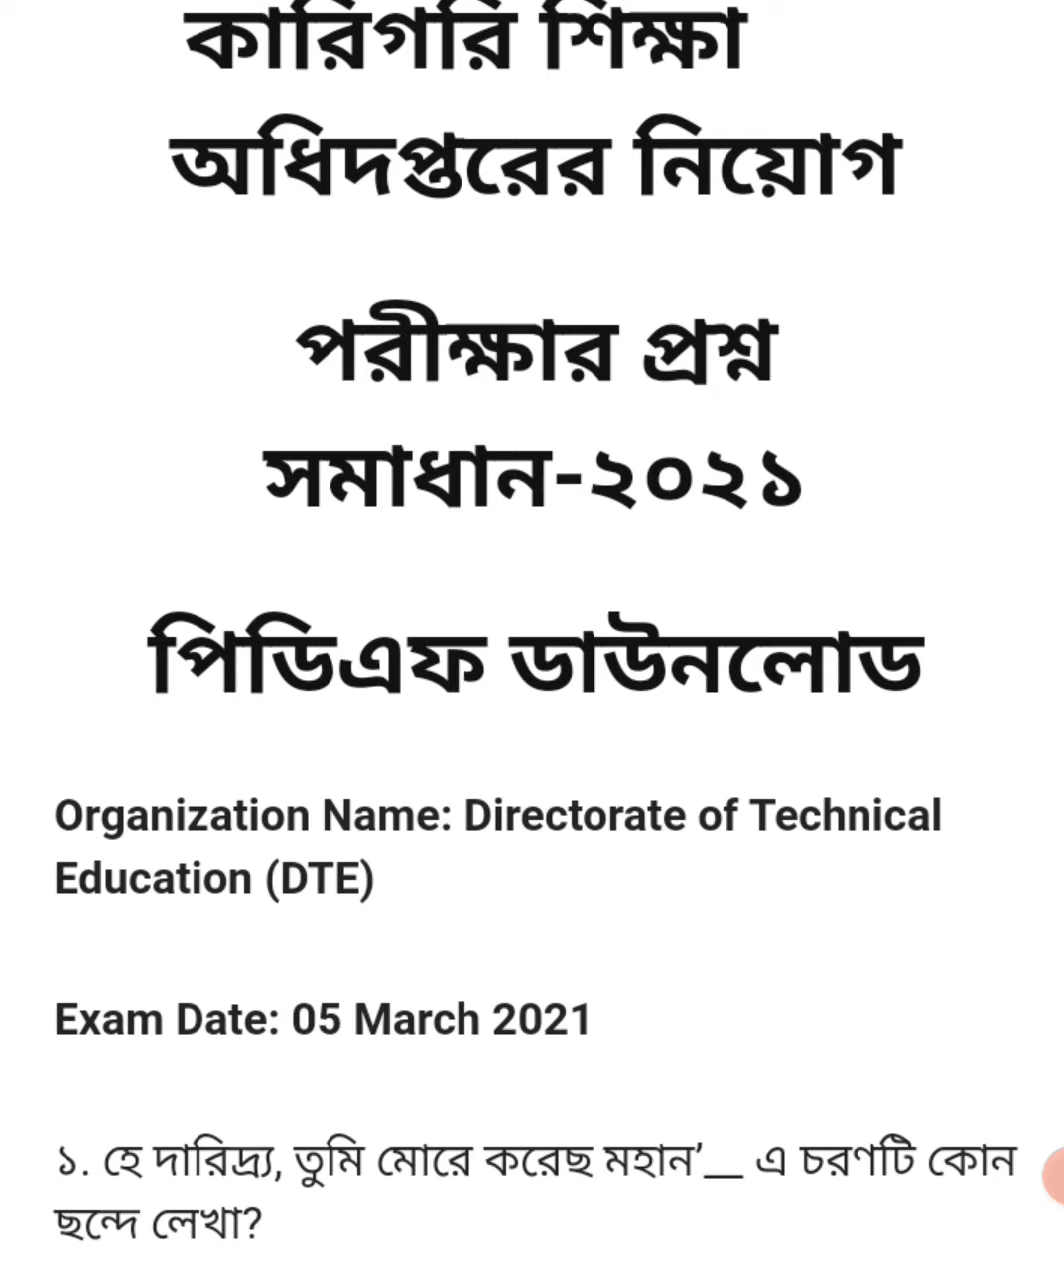 কারিগরি শিক্ষা
অধিদপ্তরের নিয়োগ
পরীক্ষার প্রশ্ন
সমাধান-২০২১
পিডিএফ ডাউনলোড
Organization Name: Directorate of Technical
Education (DTE)
Exam Date: 05 March 2021
১. হে দারিদ্র্য, তুমি মোরে করেছ মহান’__ এ চরণটি কোন
ছন্দে লেখা?